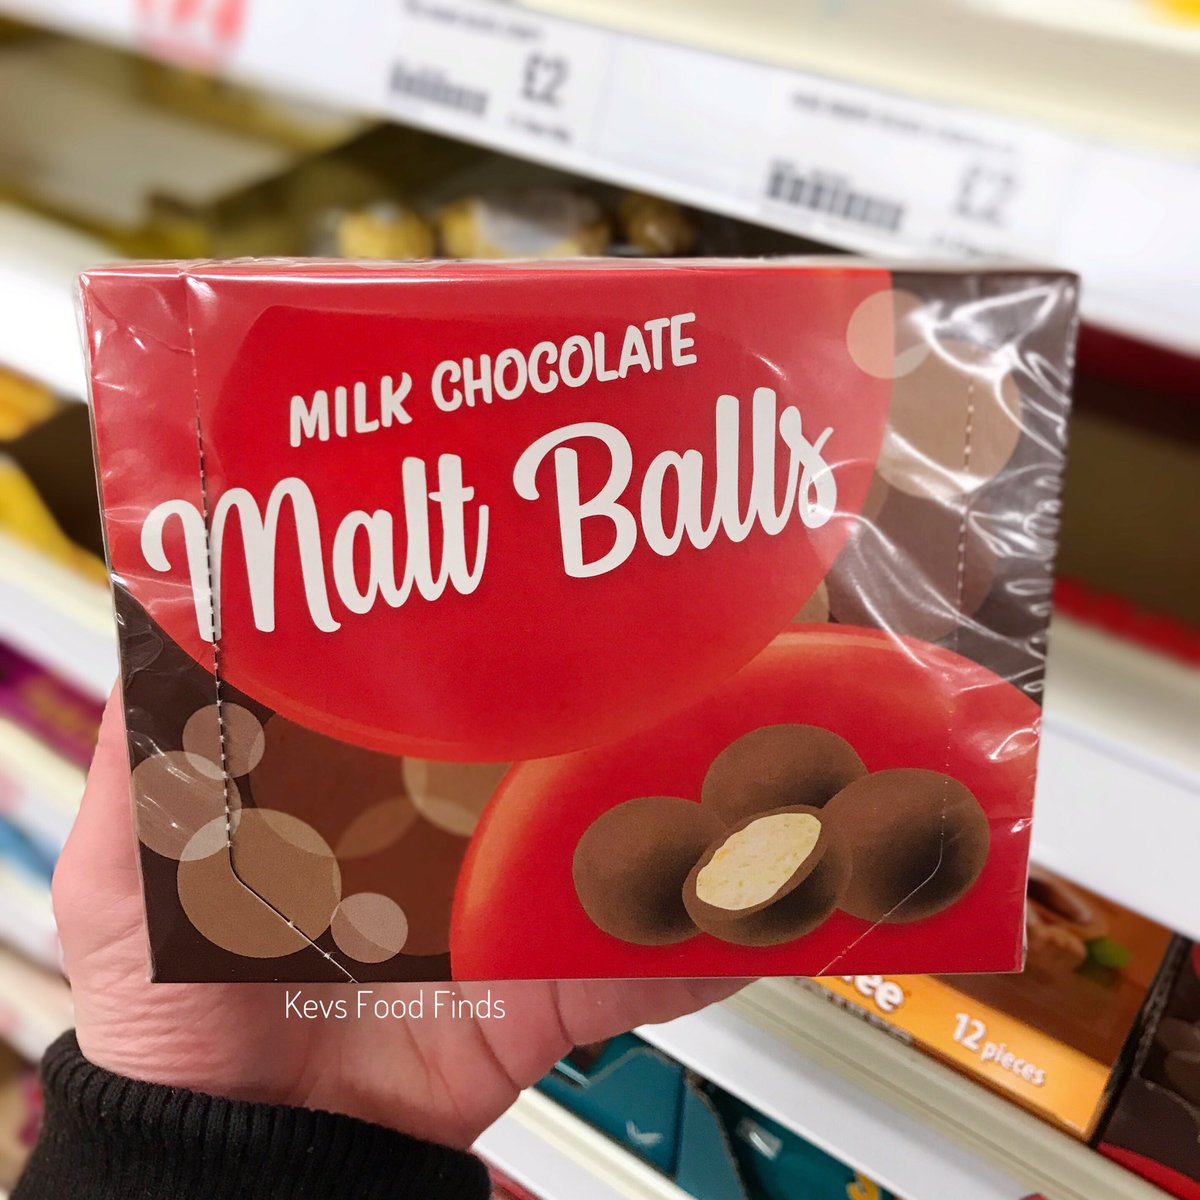 £2
£2
MILK CHOCOLATE
Malt Balls
Kevs Food Finds
12 pieces